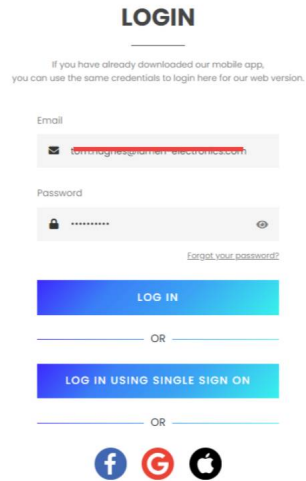 LOGIN
If you have already downloaded our mobile app,
you can use the same credentials to login here for our web version.
Email
Password
••••••••••
Forgot your password?
LOG IN
OR
LOG IN USING SINGLE SIGN ON
OR
f G